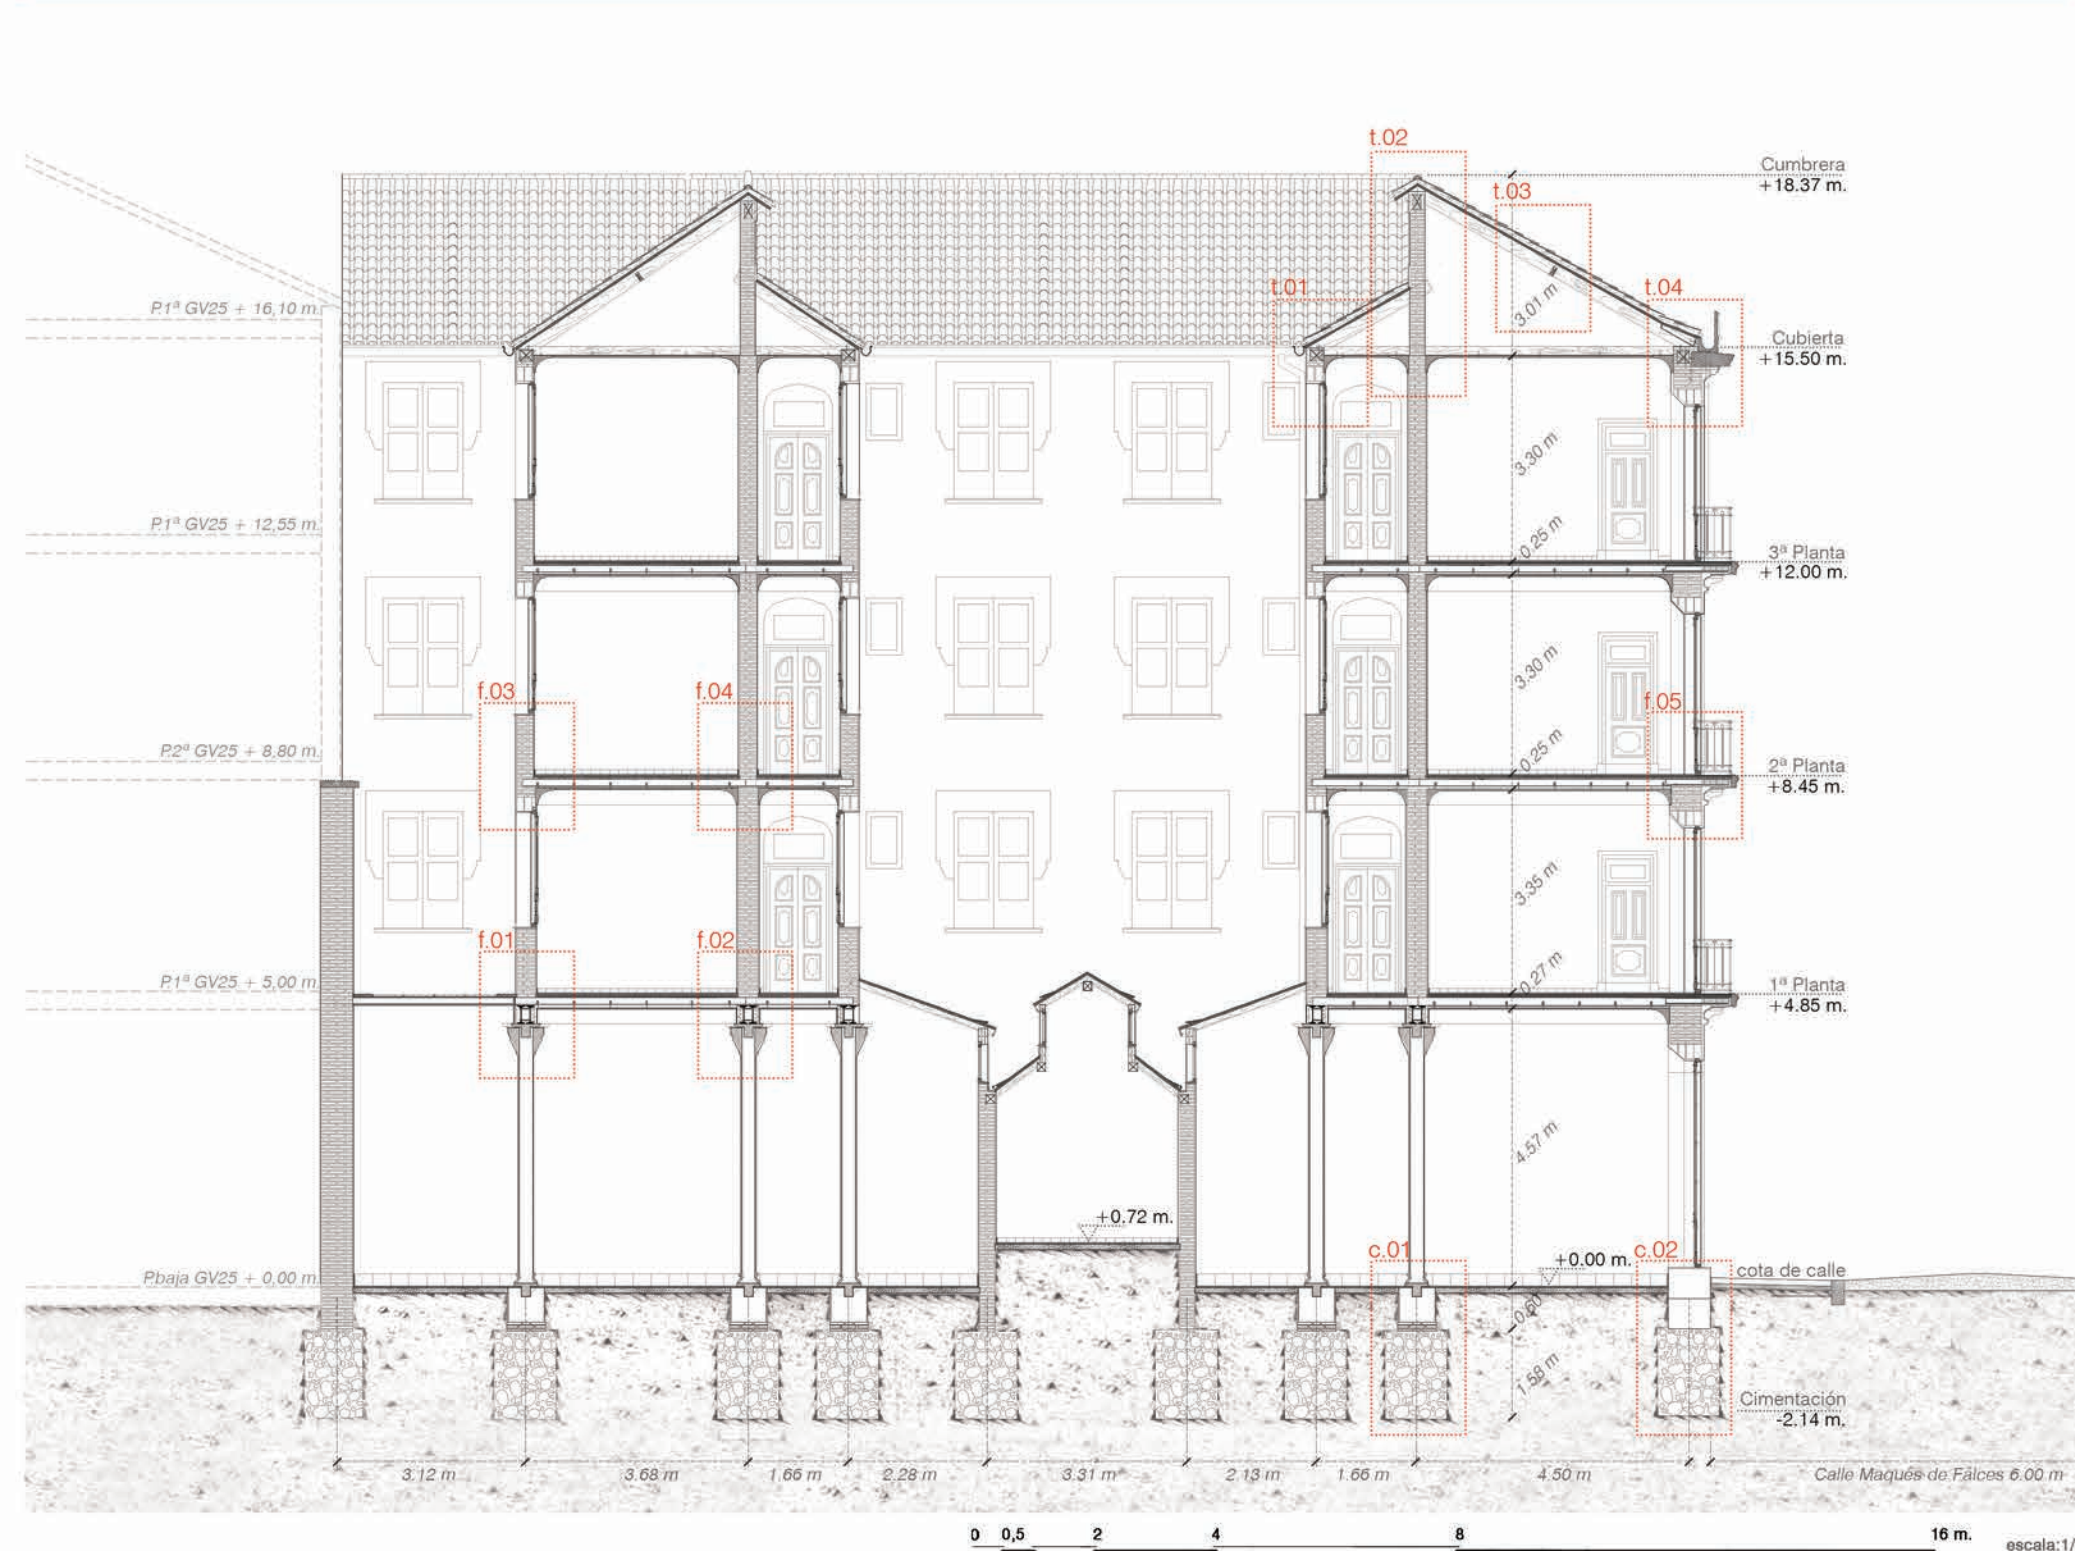 t.02
Cumbrera
+18.37 m.
t.03
t.01
t.04
3.01 m
P.1ª GV25 + 16,10 m.
Cubierta
+15.50 m.
3.30 m
P.1ª GV25 + 12,55 m.
0.25 m
3ª Planta
+12.00 m.
3.30 m
f.03
f.04
f.05
P.2ª GV25 + 8,80 m.
0.25 m
2ª Planta
+8.45 m.
3.35 m
f.01
f.02
P.1ª GV25 + 5,00 m.
0.27 m
1ª Planta
+4.85 m.
4.57 m
+0.72 m.
c.01
+0.00 m.
c.02
P.baja GV25 + 0,00 m.
cota de calle
0.60
1.58 m
Cimentación
-2.14 m.
3.12 m
3.68 m
1.66 m
2.28 m
3.31 m
2.13 m
1.66 m
4.50 m
Calle Maqués de Falces 6.00 m
0 0,5 2 4 8 16 m.
escala:1/